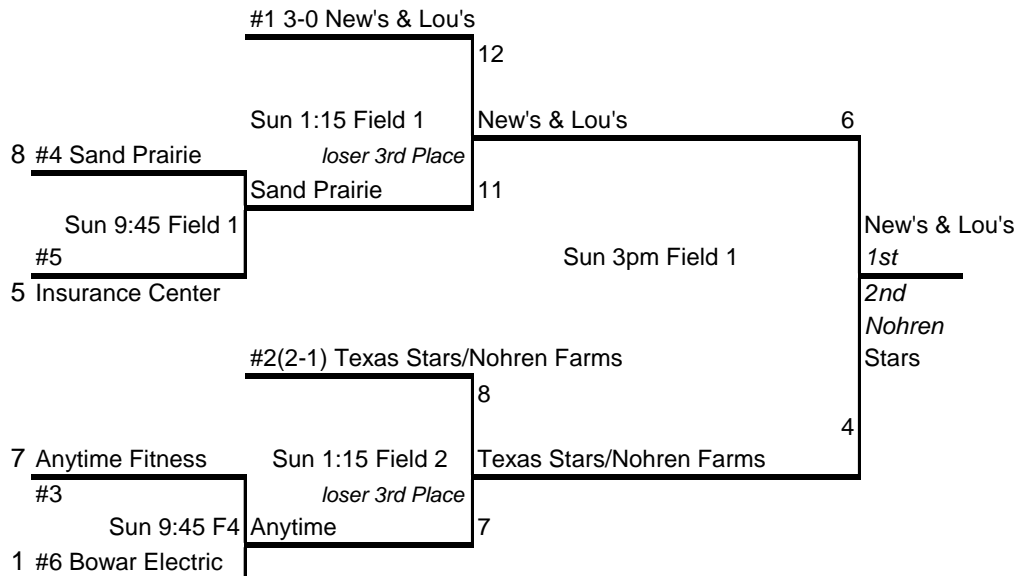 #1 3-0 New's & Lou's
12
Sun 1:15 Field 1
New's & Lou's
6
8 #4 Sand Prairie
loser 3rd Place
Sand Prairie
11
Sun 9:45 Field 1
New's & Lou's
#5
Sun 3pm Field 1
1st
5 Insurance Center
2nd
Nohren
#2(2-1) Texas Stars/Nohren Farms
Stars
8
4
7 Anytime Fitness
Sun 1:15 Field 2
Texas Stars/Nohren Farms
#3
loser 3rd Place
Sun 9:45 F4
Anytime
7
1 #6 Bowar Electric